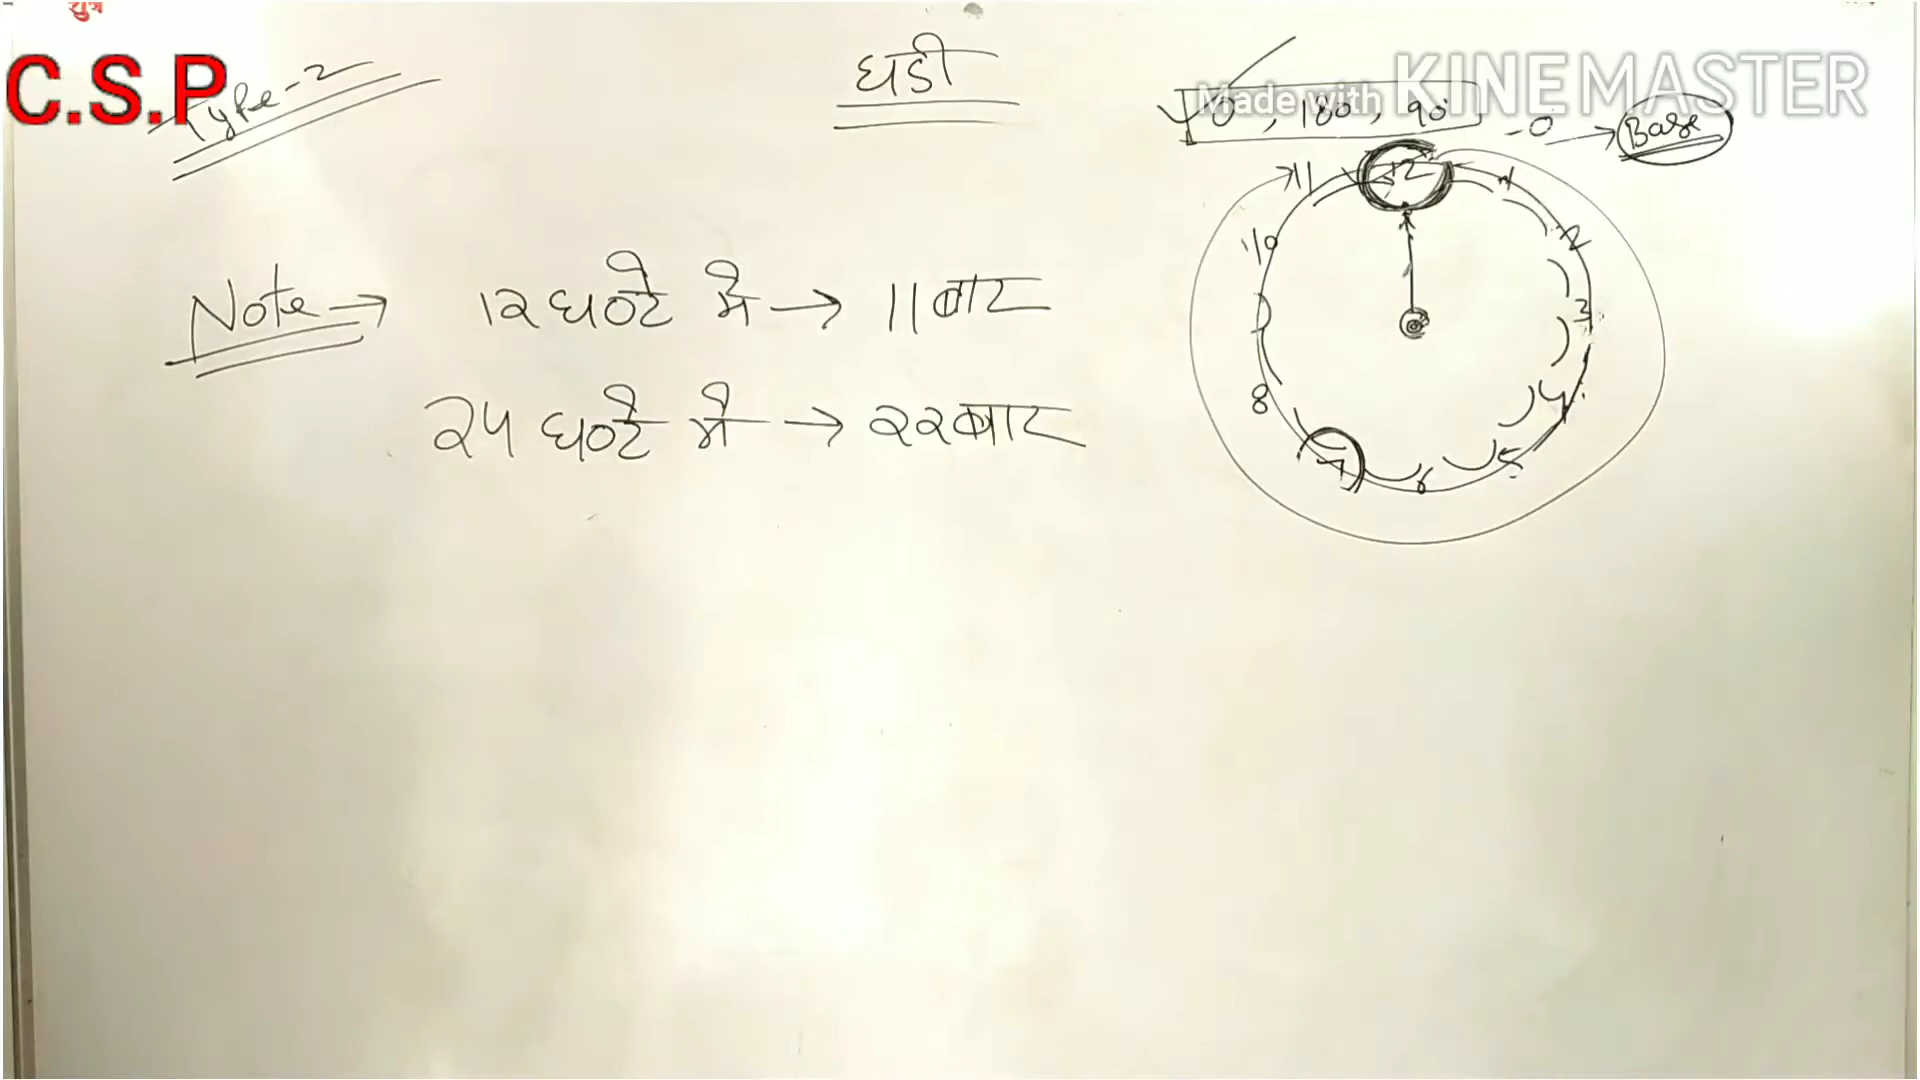 C.S.P
Type-2
घडी
Made with KINEMASTER
0°, 180°, 90° -0 → Base
Note → 12 घण्टे मे → 11 बार
24 घण्टे मे → 22 बार
11 12 1
10 2
3
8 4
7 6 5